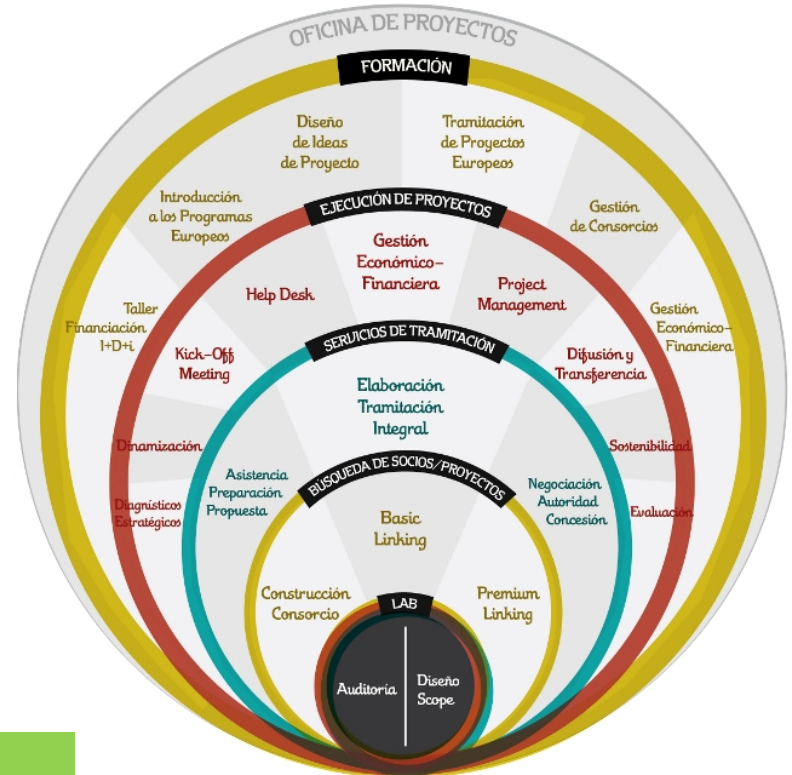 OFICINA DE PROYECTOS
FORMACIÓN
Diseño
de Ideas
de Proyecto
Tramitación
de Proyectos
Europeos
Introducción
a los Programas
Europeos
Gestión
de Consorcios
Taller
Financiación
I+D+i
Gestión
Económico-
Financiera
EJECUCIÓN DE PROYECTOS
Gestión
Económico-
Financiera
Help Desk
Project
Management
Kick-Off
Meeting
Difusión y
Transferencia
Dinamización
Sostenibilidad
Diagnósticos
Estratégicos
Evaluación
SERVICIOS DE TRAMITACIÓN
Elaboración
Tramitación
Integral
Asistencia
Preparación
Propuesta
Negociación
Autoridad
Concesión
BÚSQUEDA DE SOCIOS/PROYECTOS
Basic
Linking
Construcción
Consorcio
Premium
Linking
LAB
Auditoría
Diseño
Scope